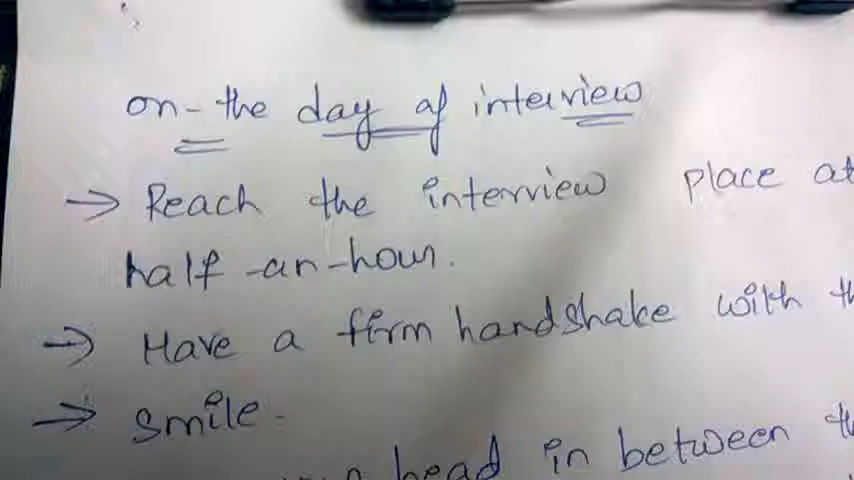 on-the day of interview
→ Reach the interview place at
half-an-hour.
→ Have a firm handshake with
→ Smile.
head in between